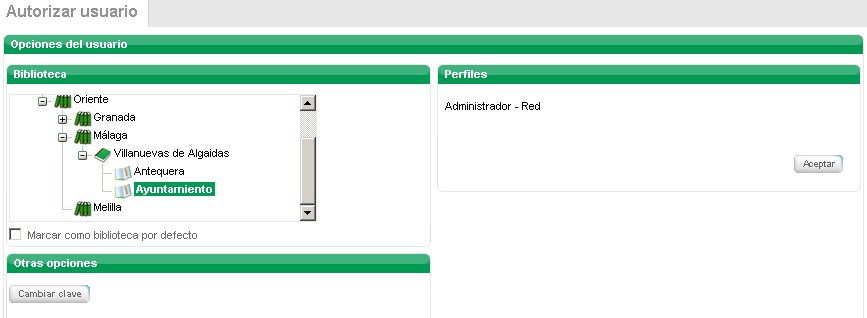 Autorizar usuario
Opciones del usuario
Biblioteca
Oriente
Granada
Málaga
Villanuevas de Algaidas
Antequera
Ayuntamiento
Melilla
Marcar como biblioteca por defecto
Otras opciones
Cambiar clave
Perfiles
Administrador - Red
Aceptar